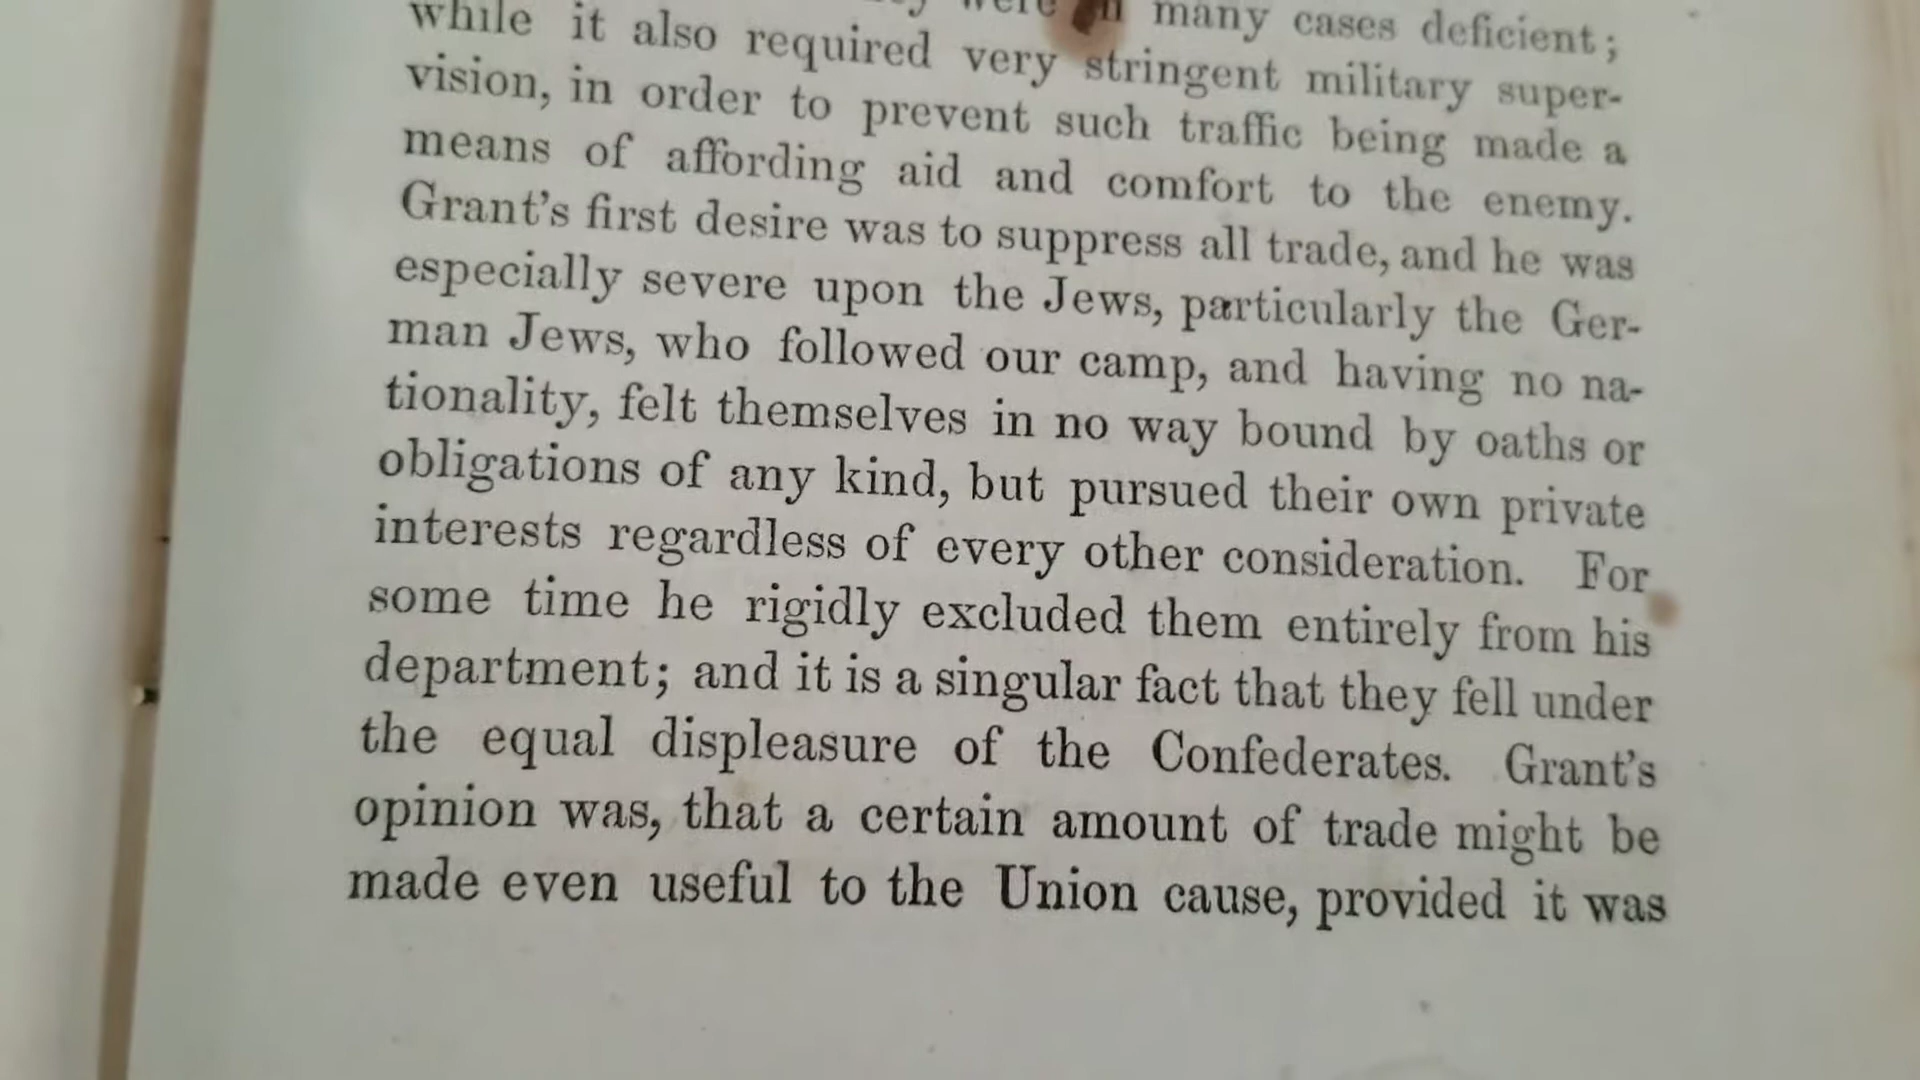 were in many cases deficient;
while it also required very stringent military super-
vision, in order to prevent such traffic being made a
means of affording aid and comfort to the enemy.
Grant's first desire was to suppress all trade, and he was
especially severe upon the Jews, particularly the Ger-
man Jews, who followed our camp, and having no na-
tionality, felt themselves in no way bound by oaths or
obligations of any kind, but pursued their own private
interests regardless of every other consideration. For
some time he rigidly excluded them entirely from his
department; and it is a singular fact that they fell under
the equal displeasure of the Confederates. Grant's
opinion was, that a certain amount of trade might be
made even useful to the Union cause, provided it was